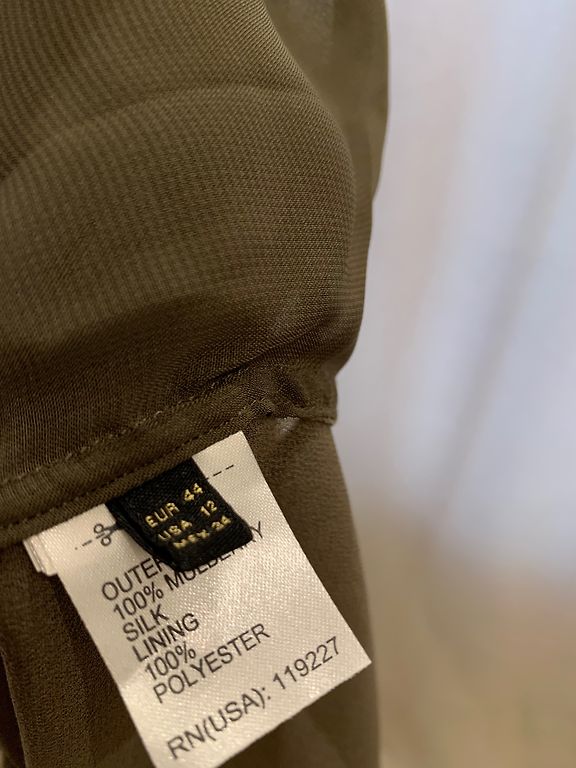 EUR 44
USA 12
MEX 34
OUTER
100% MULBERRY
SILK
LINING
100%
POLYESTER
RN(USA): 119227